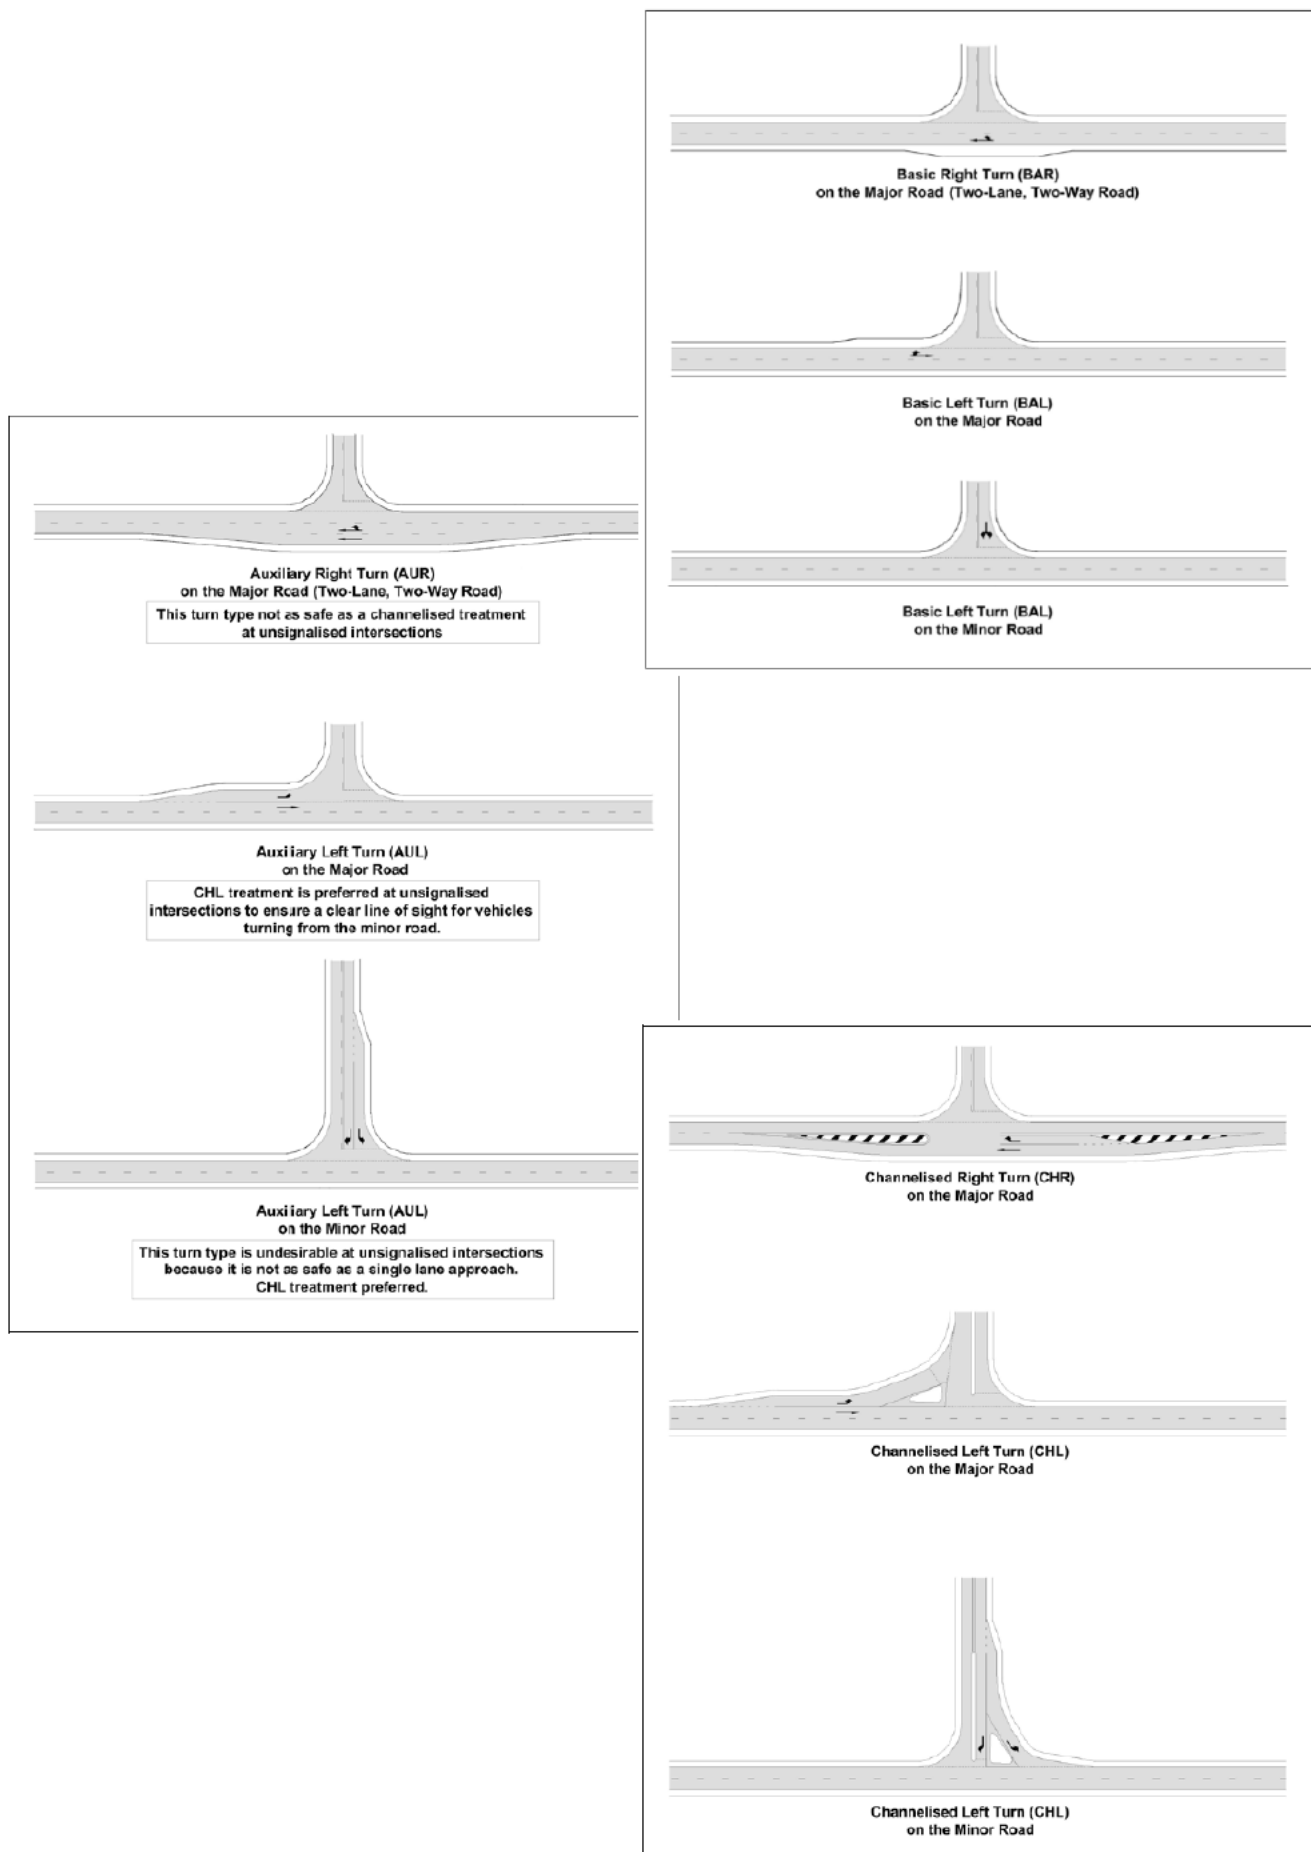 Basic Right Turn (BAR)
on the Major Road (Two-Lane, Two-Way Road)
Basic Left Turn (BAL)
on the Major Road
Basic Left Turn (BAL)
on the Minor Road
Auxiliary Right Turn (AUR)
on the Major Road (Two-Lane, Two-Way Road)
This turn type not as safe as a channelised treatment
at unsignalised intersections
Auxiliary Left Turn (AUL)
on the Major Road
CHL treatment is preferred at unsignalised
intersections to ensure a clear line of sight for vehicles
turning from the minor road.
Auxiliary Left Turn (AUL)
on the Minor Road
This turn type is undesirable at unsignalised intersections
because it is not as safe as a single lane approach.
CHL treatment preferred.
Channelised Right Turn (CHR)
on the Major Road
Channelised Left Turn (CHL)
on the Major Road
Channelised Left Turn (CHL)
on the Minor Road